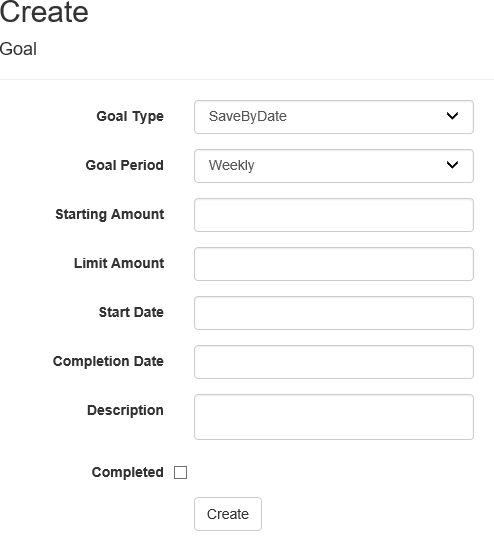 Create
Goal
Goal Type SaveByDate
Goal Period Weekly
Starting Amount
Limit Amount
Start Date
Completion Date
Description
Completed
Create